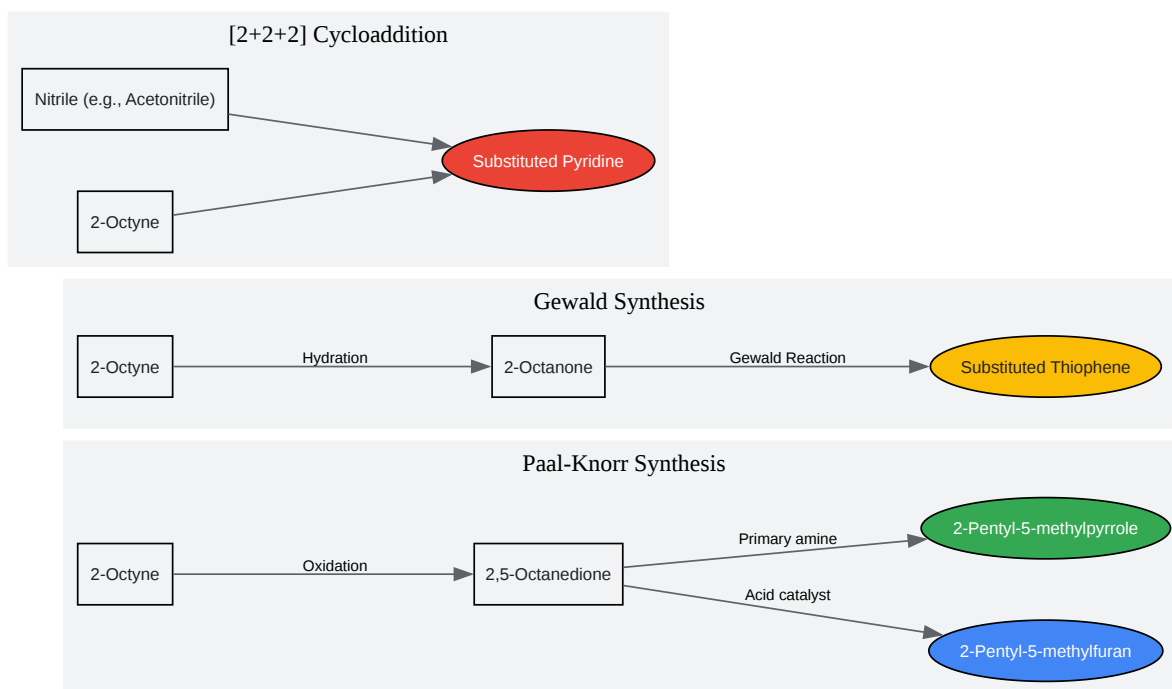 [2+2+2] Cycloaddition
Nitrile (e.g., Acetonitrile)
Substituted Pyridine
2-Octyne
Gewald Synthesis
2-Octyne
Hydration
2-Octanone
Gewald Reaction
Substituted Thiophene
Paal-Knorr Synthesis
2-Octyne
Oxidation
2,5-Octanedione
Primary amine
2-Pentyl-5-methylpyrrole
Acid catalyst
2-Pentyl-5-methylfuran